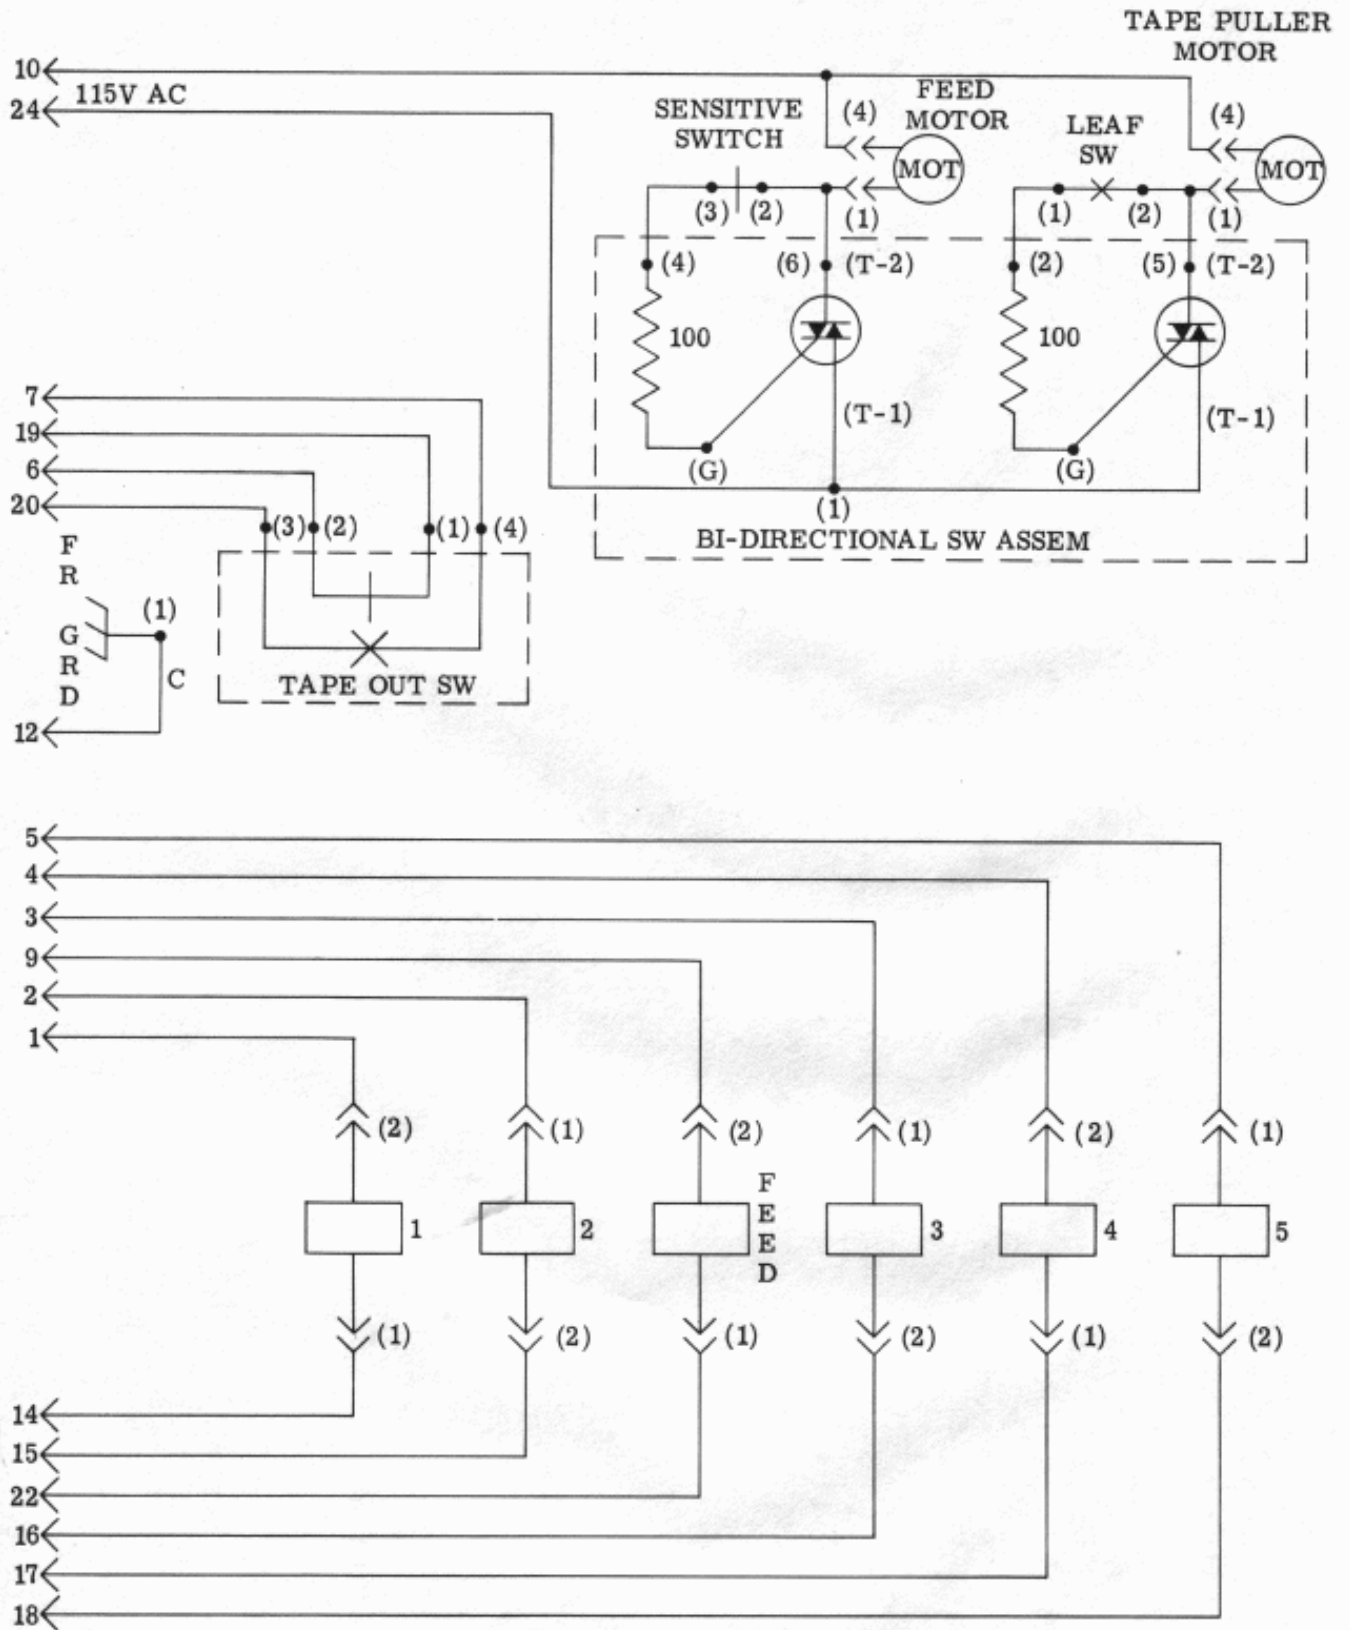 TAPE PULLER
MOTOR
10
115V AC
24
SENSITIVE
SWITCH
(4)
FEED
MOTOR
LEAF
SW
(4)
MOT
MOT
(3)
(2)
(1)
(1)
(2)
(1)
(4)
(6)
(T-2)
(2)
(5)
(T-2)
100
100
7
19
6
20
(T-1)
(T-1)
(G)
(G)
(1)
BI-DIRECTIONAL SW ASSEM
(3)
(2)
(1)
(4)
FR
GRD
(1)
C
TAPE OUT SW
12
5
4
3
9
2
1
(2)
(1)
(2)
(1)
(2)
(1)
1
2
FEED
3
4
5
(1)
(2)
(1)
(2)
(1)
(2)
14
15
22
16
17
18